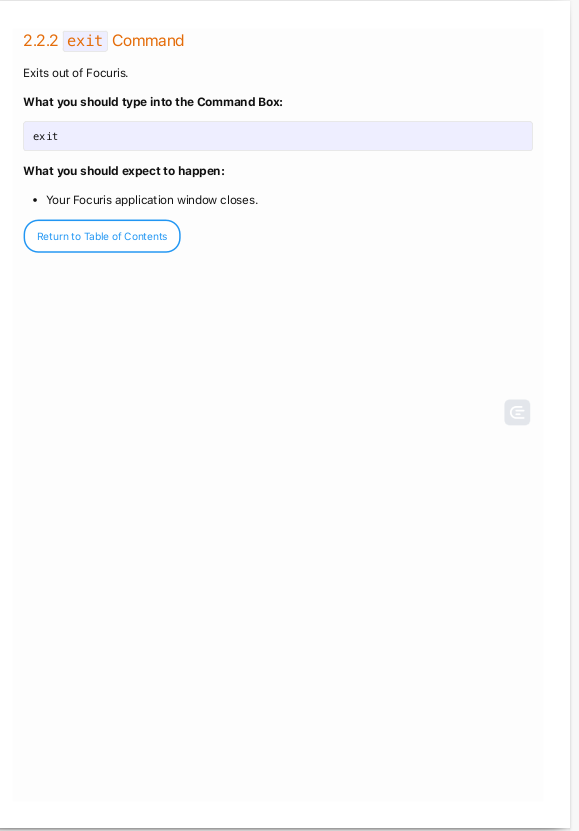 2.2.2 exit Command
Exits out of Focuris.
What you should type into the Command Box:
exit
What you should expect to happen:
• Your Focuris application window closes.
Return to Table of Contents